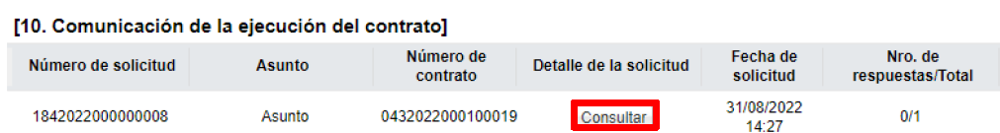 [10. Comunicación de la ejecución del contrato]
Número de solicitud Asunto Número de contrato Detalle de la solicitud Fecha de solicitud Nro. de respuestas/Total
1842022000000008 Asunto 0432022000100019 Consultar 31/08/2022 14:27 0/1